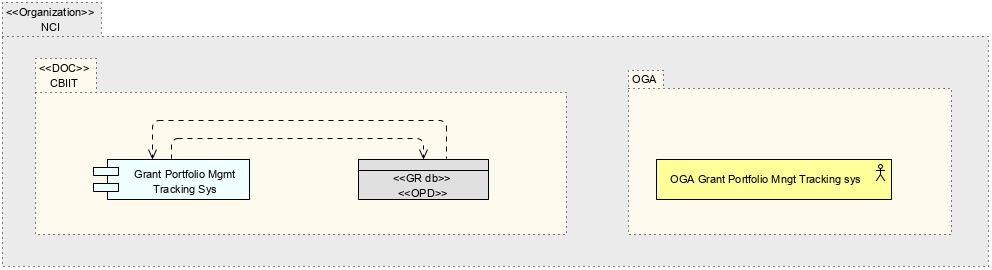 <<Organization>>
NCI
<<DOC>>
CBIIT
OGA
Grant Portfolio Mgmt
Tracking Sys
<<GR db>>
<<OPD>>
OGA Grant Portfolio Mngt Tracking sys